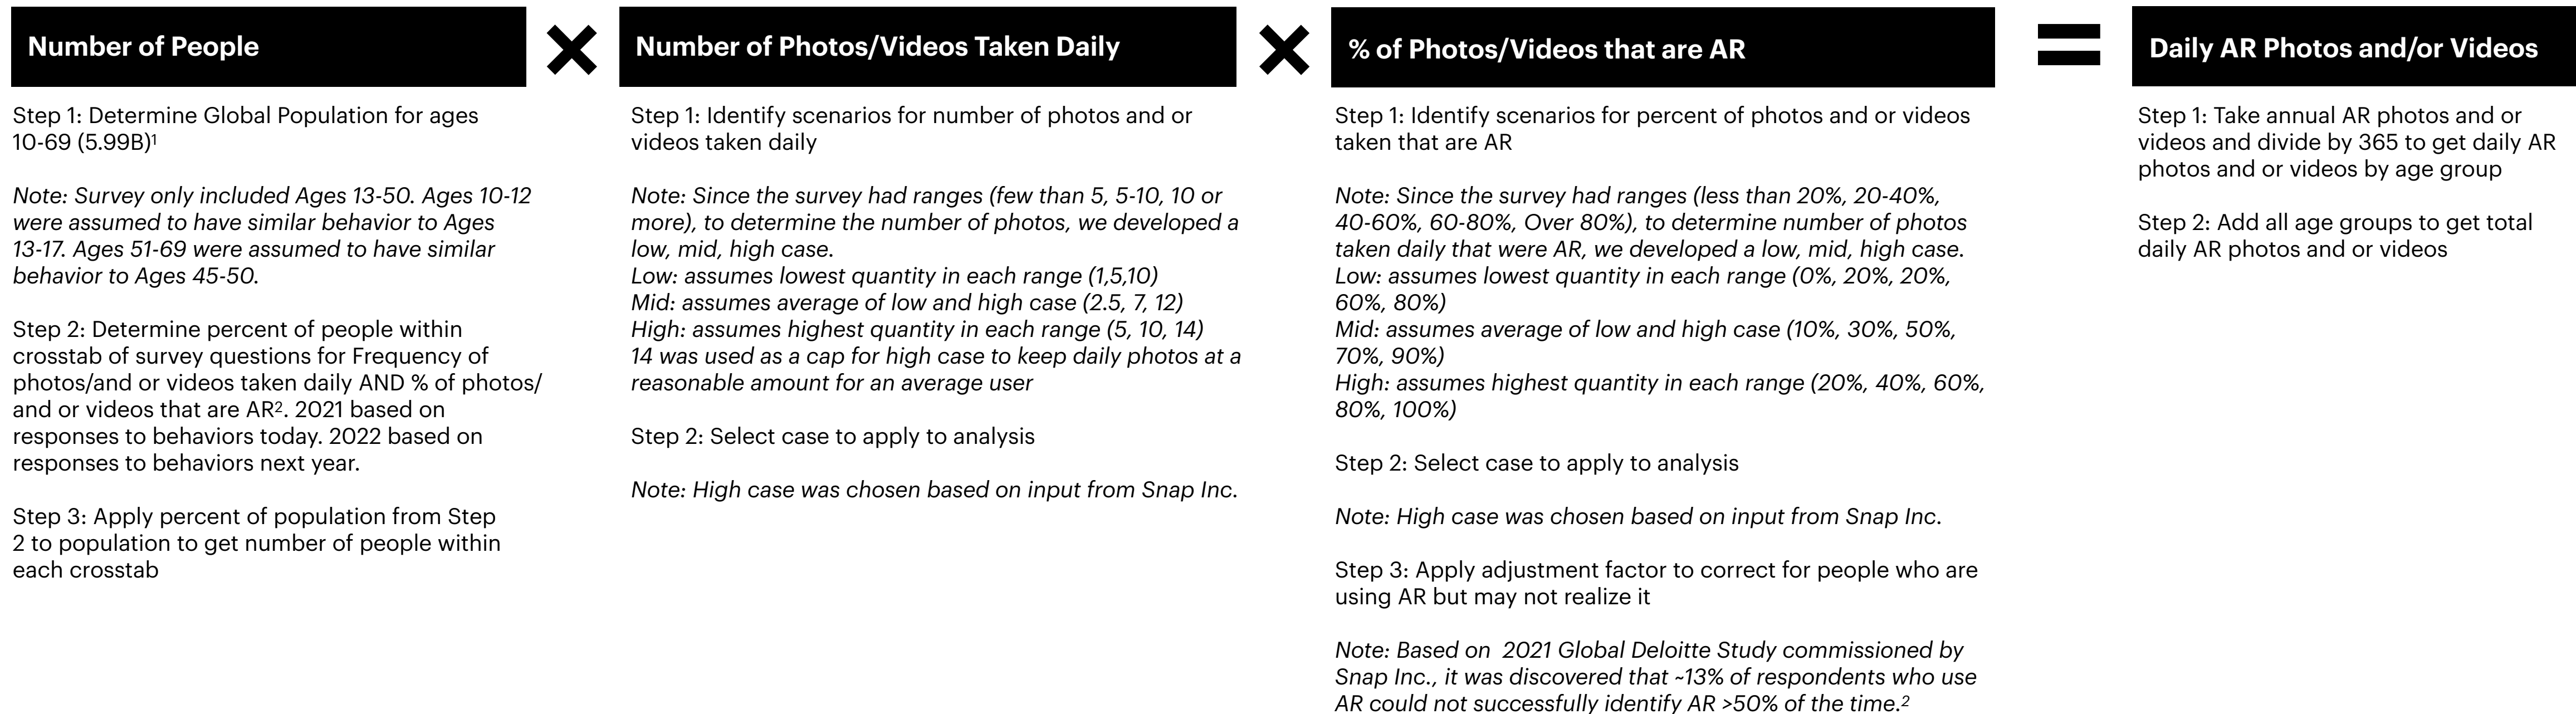 Number of People
×
Number of Photos/Videos Taken Daily
×
% of Photos/Videos that are AR
=
Daily AR Photos and/or Videos
Step 1: Determine Global Population for ages
10-69 (5.99B)¹
Note: Survey only included Ages 13-50. Ages 10-12
were assumed to have similar behavior to Ages
13-17. Ages 51-69 were assumed to have similar
behavior to Ages 45-50.
Step 2: Determine percent of people within
crosstab of survey questions for Frequency of
photos/and or videos taken daily AND % of photos/
and or videos that are AR². 2021 based on
responses to behaviors today. 2022 based on
responses to behaviors next year.
Step 3: Apply percent of population from Step
2 to population to get number of people within
each crosstab
Step 1: Identify scenarios for number of photos and or
videos taken daily
Note: Since the survey had ranges (few than 5, 5-10, 10 or
more), to determine the number of photos, we developed a
low, mid, high case.
Low: assumes lowest quantity in each range (1,5,10)
Mid: assumes average of low and high case (2.5, 7, 12)
High: assumes highest quantity in each range (5, 10, 14)
14 was used as a cap for high case to keep daily photos at a
reasonable amount for an average user
Step 2: Select case to apply to analysis
Note: High case was chosen based on input from Snap Inc.
Step 1: Identify scenarios for percent of photos and or videos
taken that are AR
Note: Since the survey had ranges (less than 20%, 20-40%,
40-60%, 60-80%, Over 80%), to determine number of photos
taken daily that were AR, we developed a low, mid, high case.
Low: assumes lowest quantity in each range (0%, 20%, 20%,
60%, 80%)
Mid: assumes average of low and high case (10%, 30%, 50%,
70%, 90%)
High: assumes highest quantity in each range (20%, 40%, 60%,
80%, 100%)
Step 2: Select case to apply to analysis
Note: High case was chosen based on input from Snap Inc.
Step 3: Apply adjustment factor to correct for people who are
using AR but may not realize it
Note: Based on  2021 Global Deloitte Study commissioned by
Snap Inc., it was discovered that ~13% of respondents who use
AR could not successfully identify AR >50% of the time.²
Step 1: Take annual AR photos and or
videos and divide by 365 to get daily AR
photos and or videos by age group
Step 2: Add all age groups to get total
daily AR photos and or videos